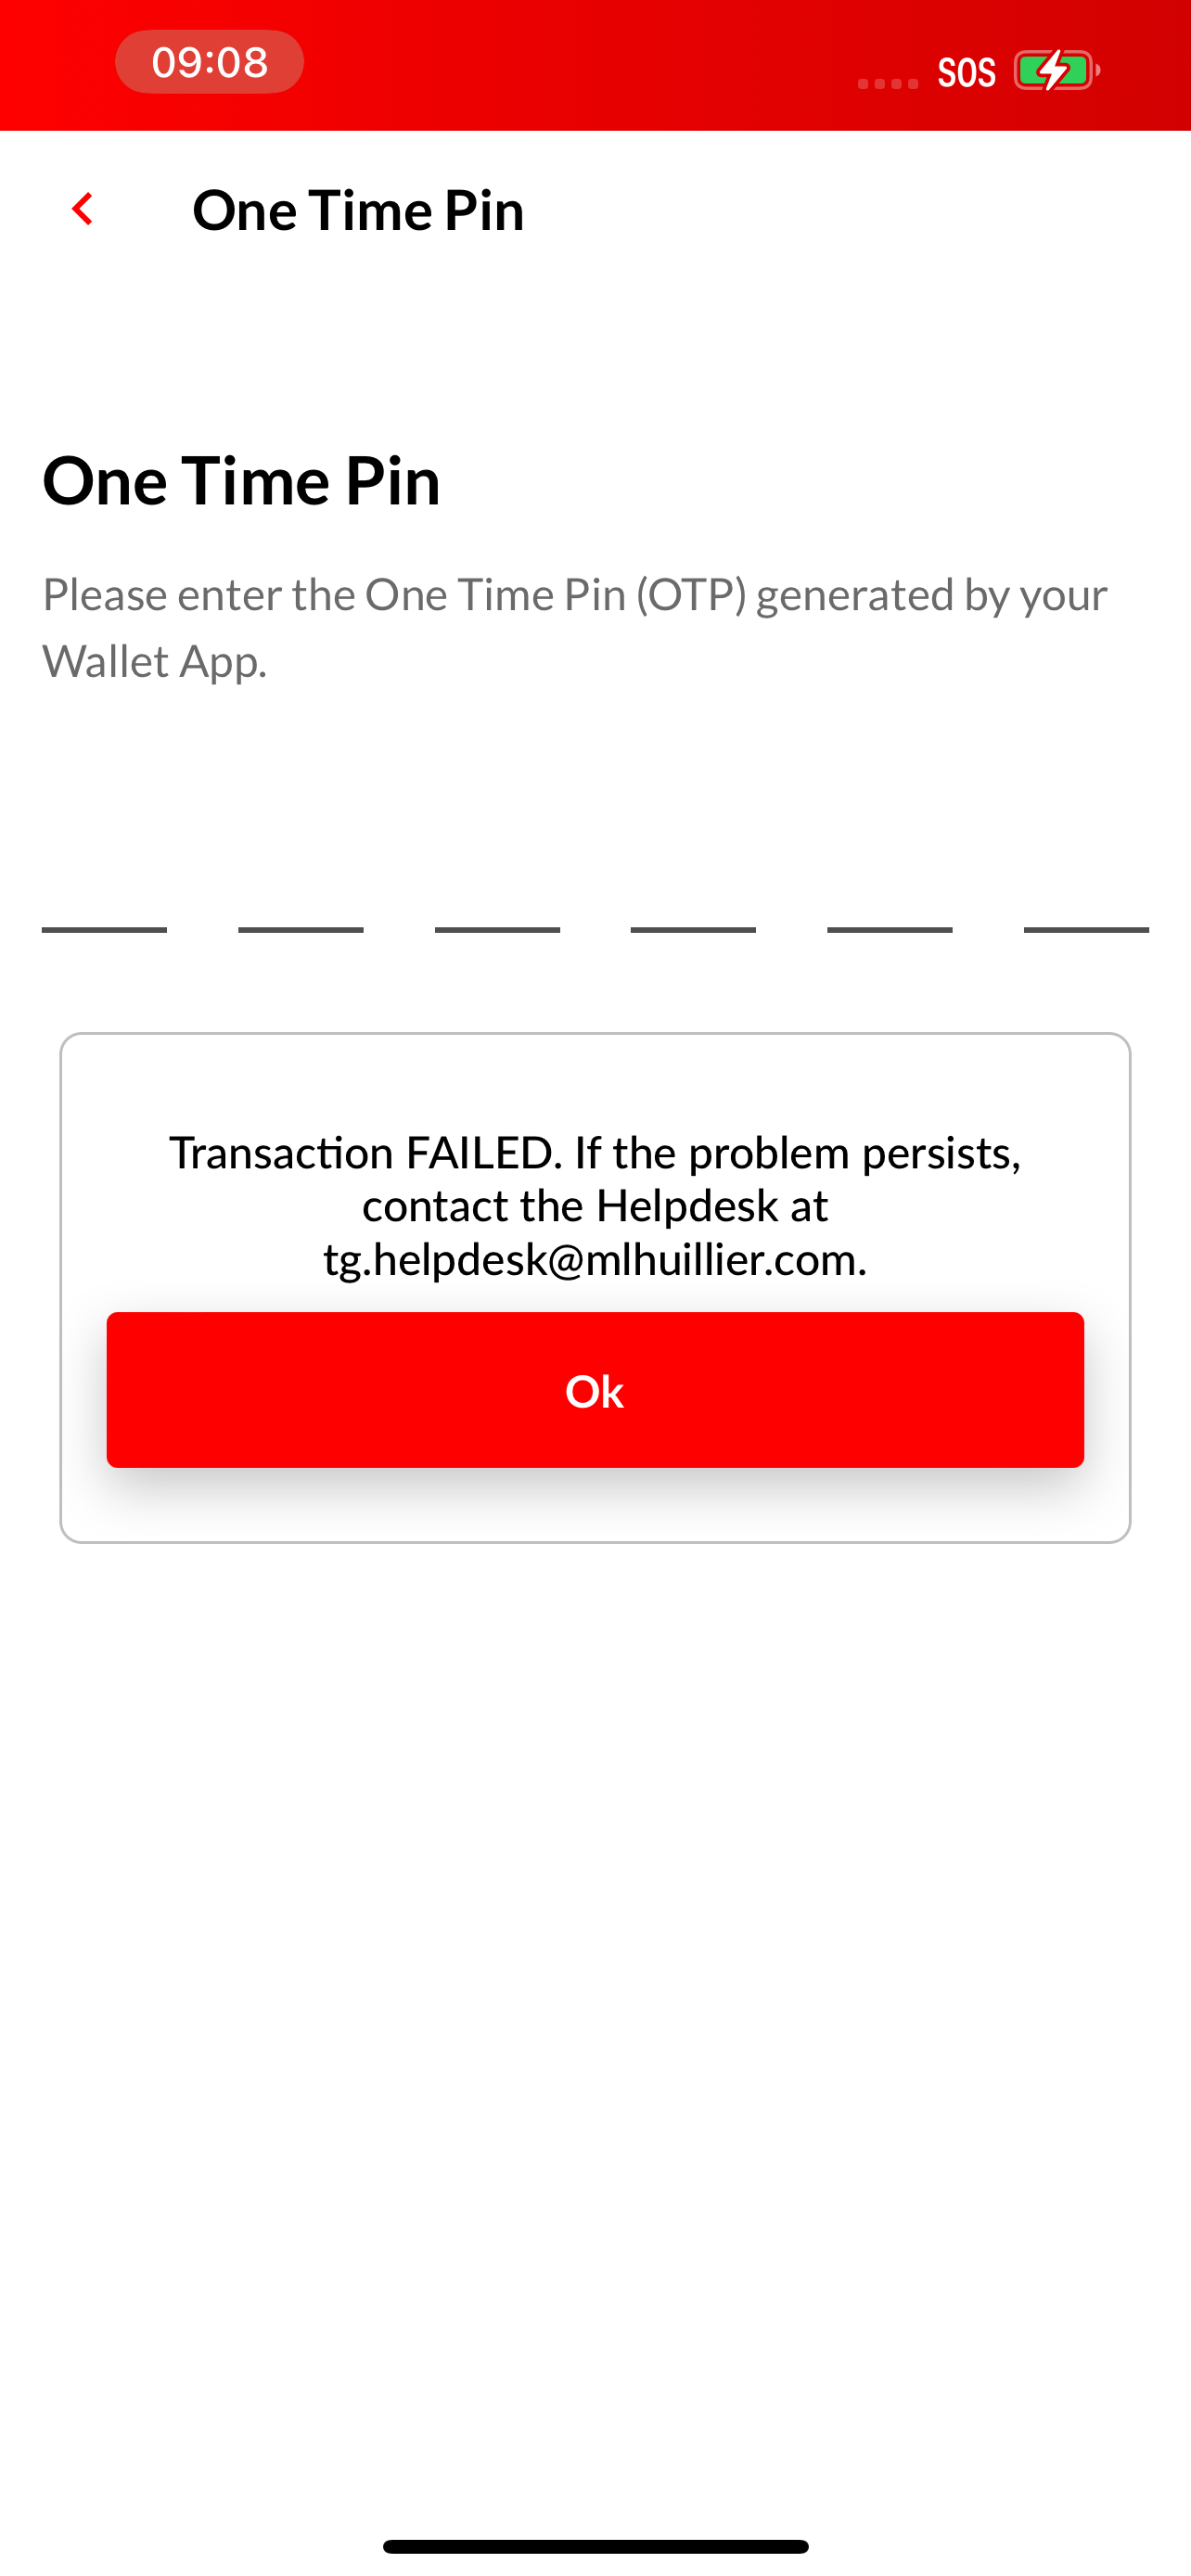 09:08
SOS
One Time Pin
One Time Pin
Please enter the One Time Pin (OTP) generated by your
Wallet App.
Transaction FAILED. If the problem persists,
contact the Helpdesk at
tg.helpdesk@mlhuillier.com.
Ok